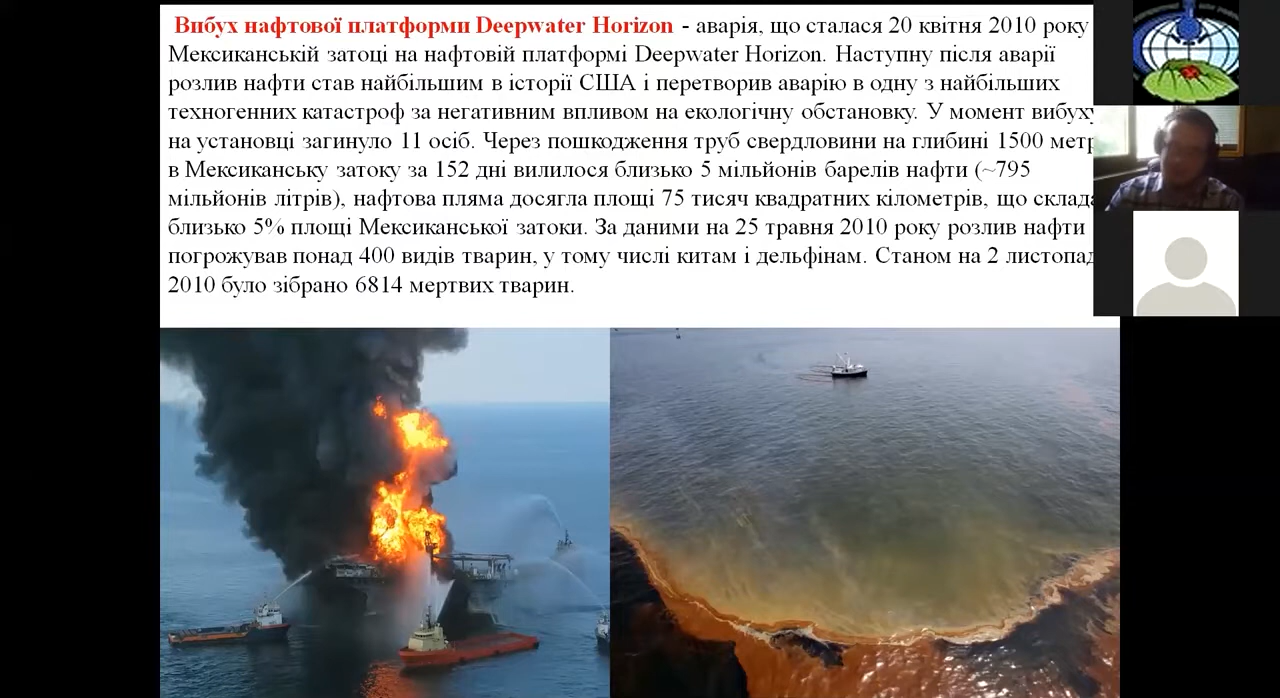 Вибух нафтової платформи Deepwater Horizon - аварія, що сталася 20 квітня 2010 року
Мексиканській затоці на нафтовій платформі Deepwater Horizon. Наступну після аварії
розлив нафти став найбільшим в історії США і перетворив аварію в одну з найбільших
техногенних катастроф за негативним впливом на екологічну обстановку. У момент вибуху
на установці загинуло 11 осіб. Через пошкодження труб свердловини на глибині 1500 метр
в Мексиканську затоку за 152 дні вилилося близько 5 мільйонів барелів нафти (~795
мільйонів літрів), нафтова пляма досягла площі 75 тисяч квадратних кілометрів, що склада
близько 5% площі Мексиканської затоки. За даними на 25 травня 2010 року розлив нафти
погрожував понад 400 видів тварин, у тому числі китам і дельфінам. Станом на 2 листопад
2010 було зібрано 6814 мертвих тварин.